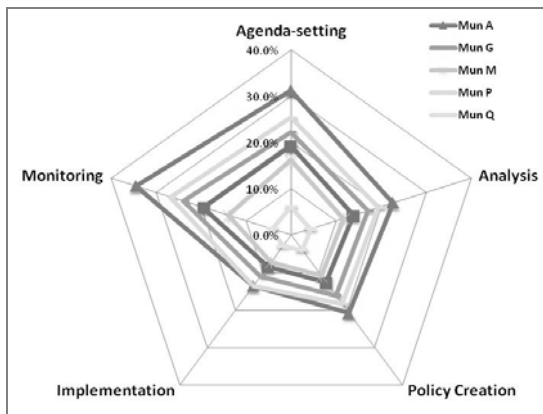 Agenda-setting
40.0%
30.0%
20.0%
10.0%
0.0%
Mun A
Mun G
Mun M
Mun P
Mun Q
Monitoring
Analysis
Implementation
Policy Creation